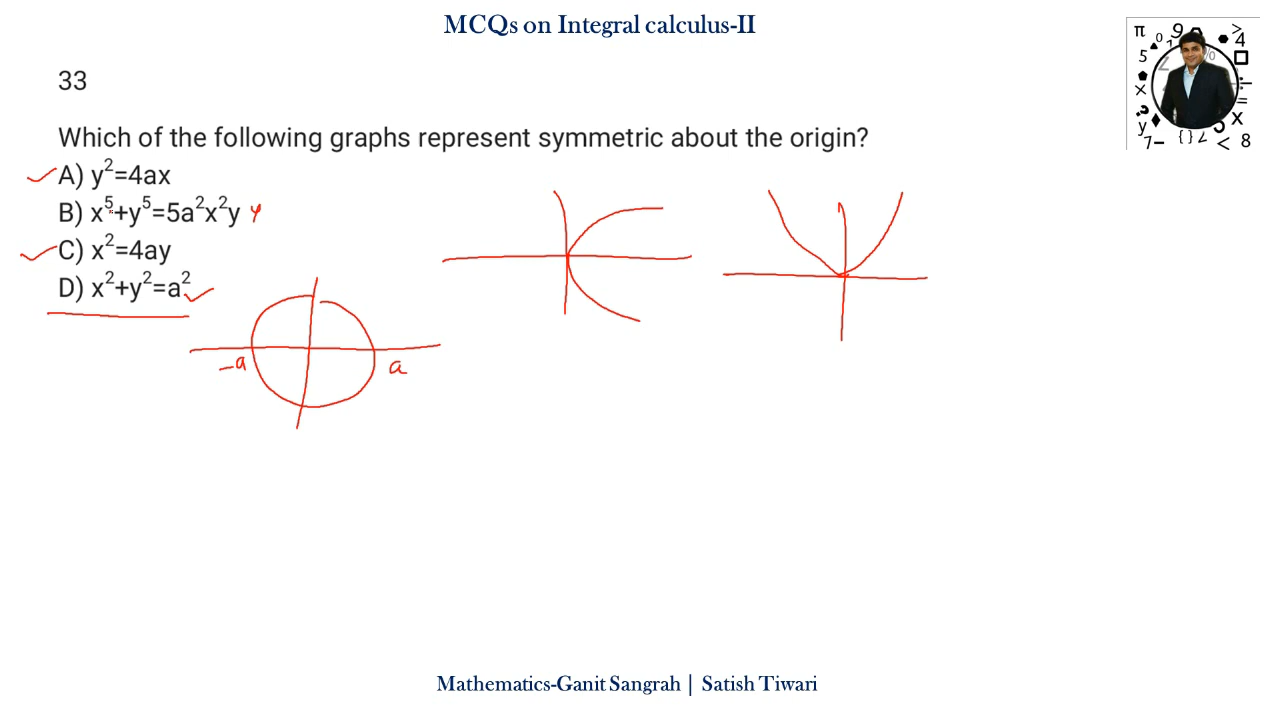 MCQs on Integral calculus-II
33
Which of the following graphs represent symmetric about the origin?
A) y²=4ax
B) x⁵+y⁵=5a²x²y
C) x²=4ay
D) x²+y²=a²
-a
a
Mathematics-Ganit Sangrah | Satish Tiwari